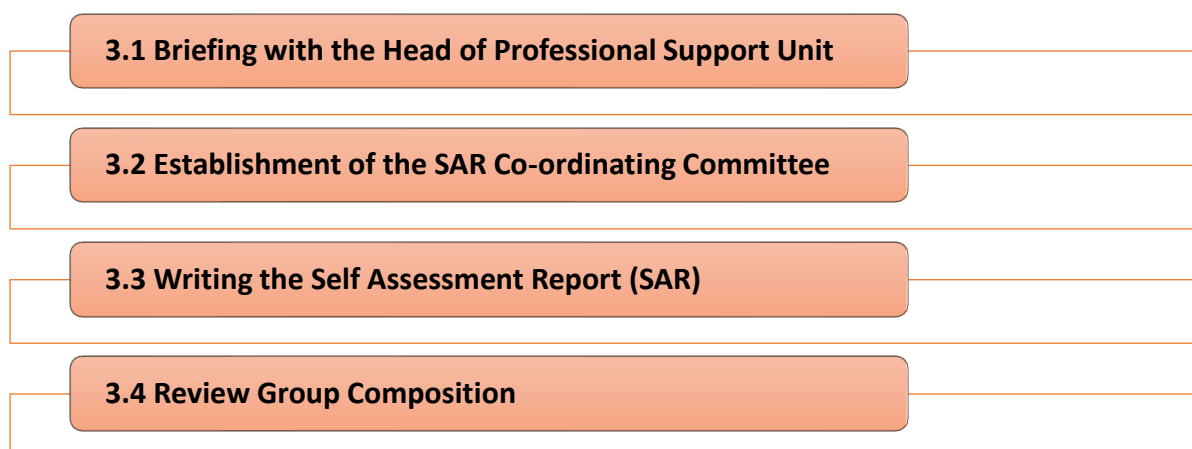 3.1 Briefing with the Head of Professional Support Unit
3.2 Establishment of the SAR Co-ordinating Committee
3.3 Writing the Self Assessment Report (SAR)
3.4 Review Group Composition